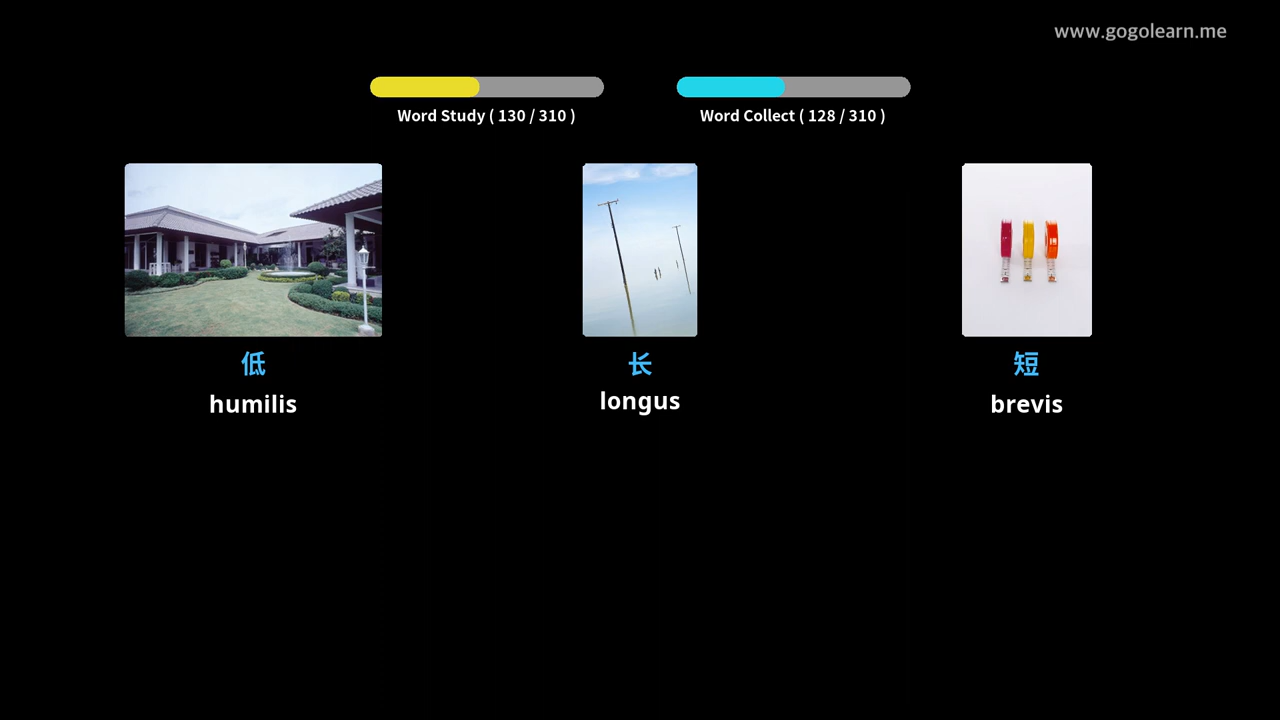 www.gogolearn.me
Word Study ( 130 / 310 )
Word Collect ( 128 / 310 )
低
humilis
长
longus
短
brevis